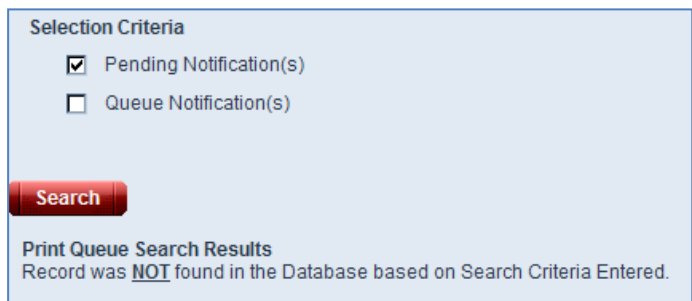 Selection Criteria
Pending Notification(s)
Queue Notification(s)
Search
Print Queue Search Results
Record was NOT found in the Database based on Search Criteria Entered.